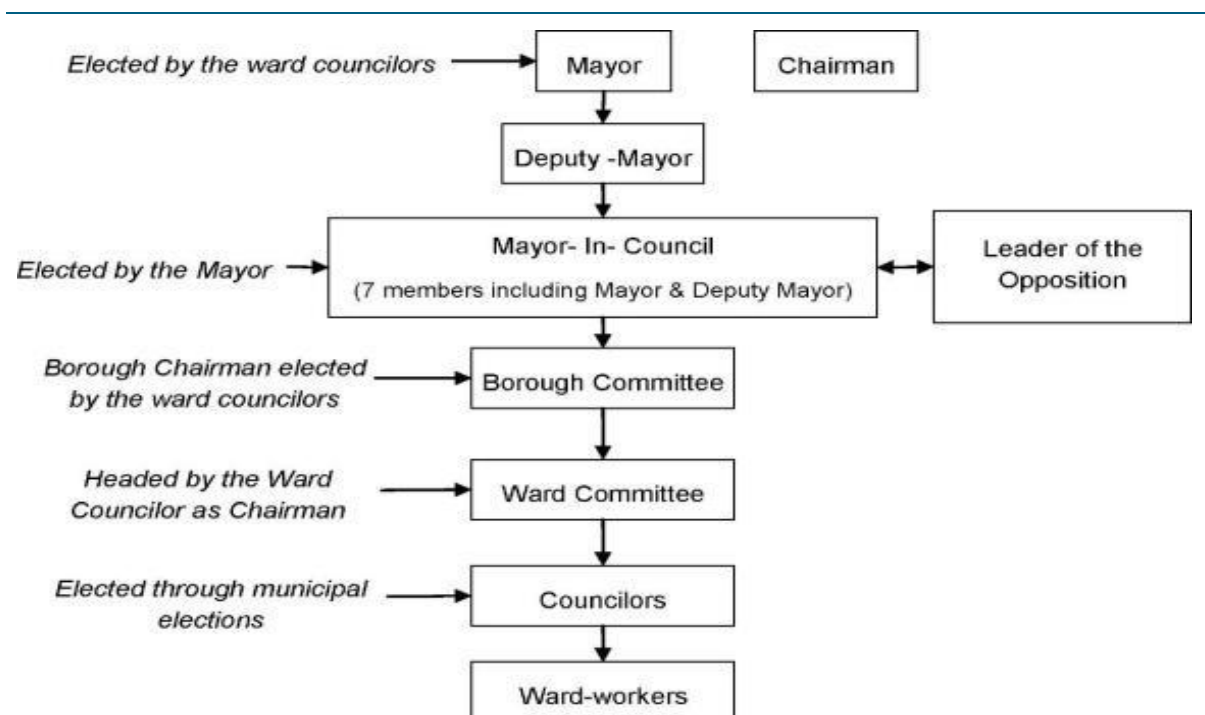 Elected by the ward councilors
Mayor
Chairman
Deputy -Mayor
Elected by the Mayor
Mayor- In- Council
(7 members including Mayor & Deputy Mayor)
Leader of the
Opposition
Borough Chairman elected
by the ward councilors
Borough Committee
Headed by the Ward
Councilor as Chairman
Ward Committee
Elected through municipal
elections
Councilors
Ward-workers